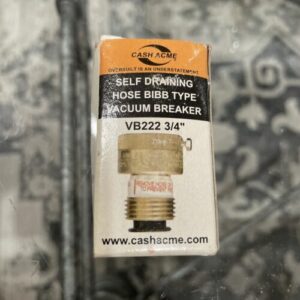 CASH ACME
OVERBUILT IS AN UNDERSTATEMENT
SELF DRAINING
HOSE BIBB TYPE
VACUUM BREAKER
VB222 3/4"
www.cashacme.com